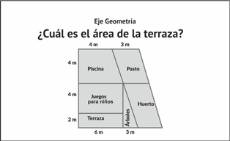 Eje Geometría
¿Cuál es el área de la terraza?
4 m 3 m
4 m
Piscina Pasto
4 m
Juegos
para niños
Huerto
Árboles
2 m
Terraza
6 m 3 m